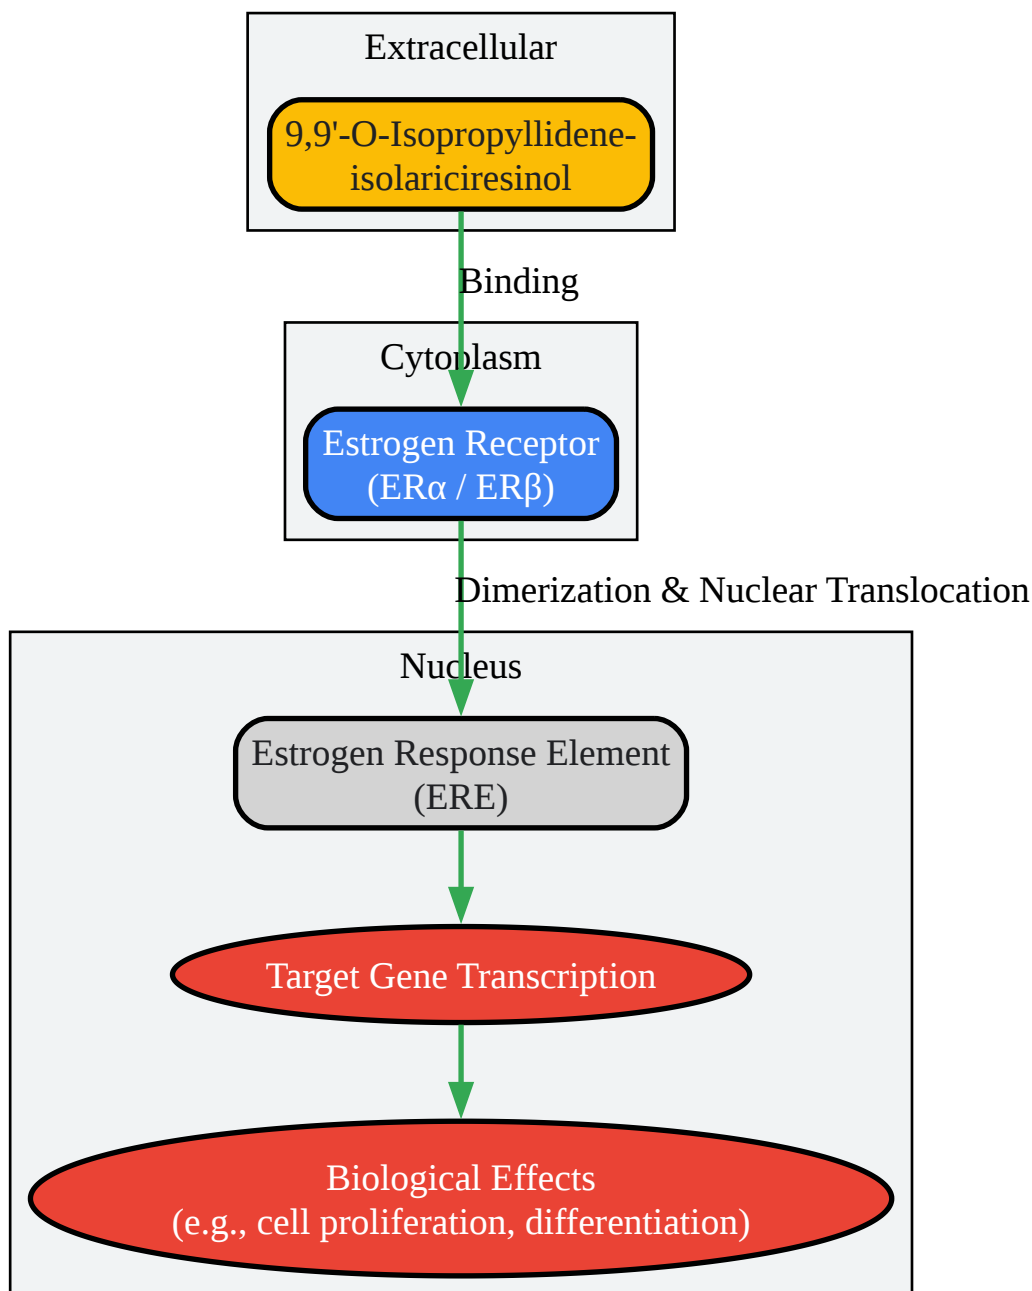 Extracellular
9,9'-O-Isopropyllidene-
isolariciresinol
Binding
Cytoplasm
Estrogen Receptor
(ERα / ERβ)
Dimerization & Nuclear Translocation
Nucleus
Estrogen Response Element
(ERE)
Target Gene Transcription
Biological Effects
(e.g., cell proliferation, differentiation)